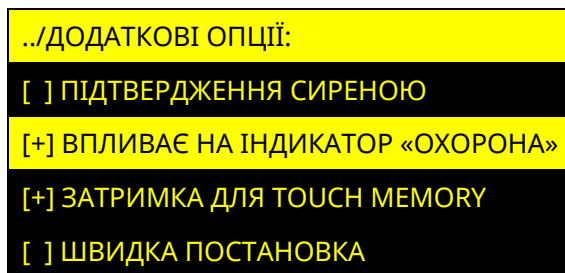 ../ДОДАТКОВІ ОПЦІЇ:
[ ] ПІДТВЕРДЖЕННЯ СИРЕНОЮ
[+] ВПЛИВАЄ НА ІНДИКАТОР «ОХОРОНА»
[+] ЗАТРИМКА ДЛЯ TOUCH MEMORY
[ ] ШВИДКА ПОСТАНОВКА